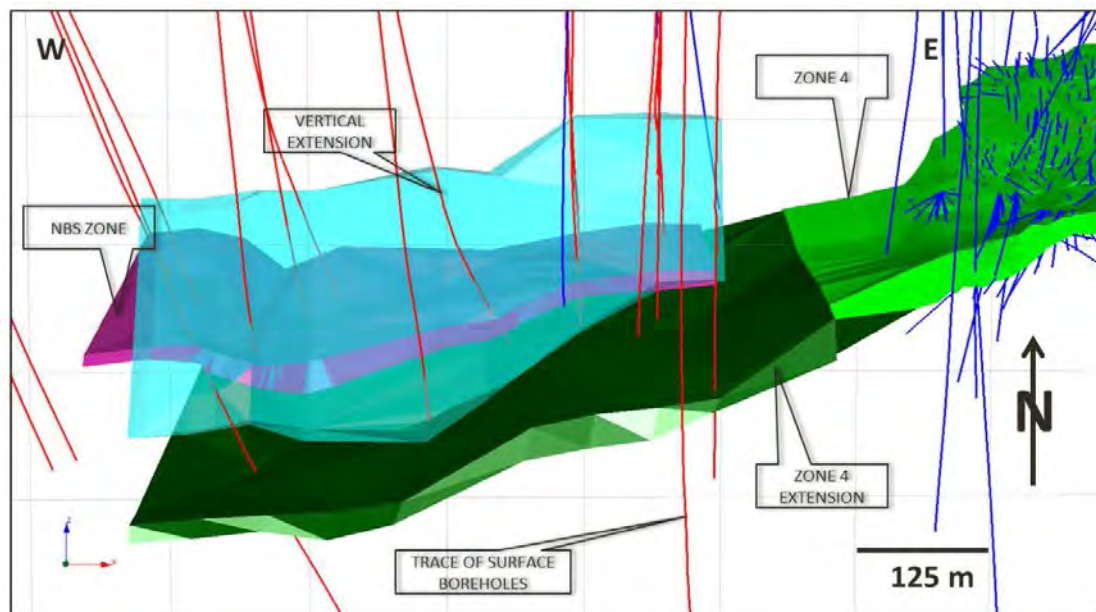 W
E
ZONE 4
VERTICAL
EXTENSION
NBS ZONE
N
ZONE 4
EXTENSION
TRACE OF SURFACE
BOREHOLES
125 m